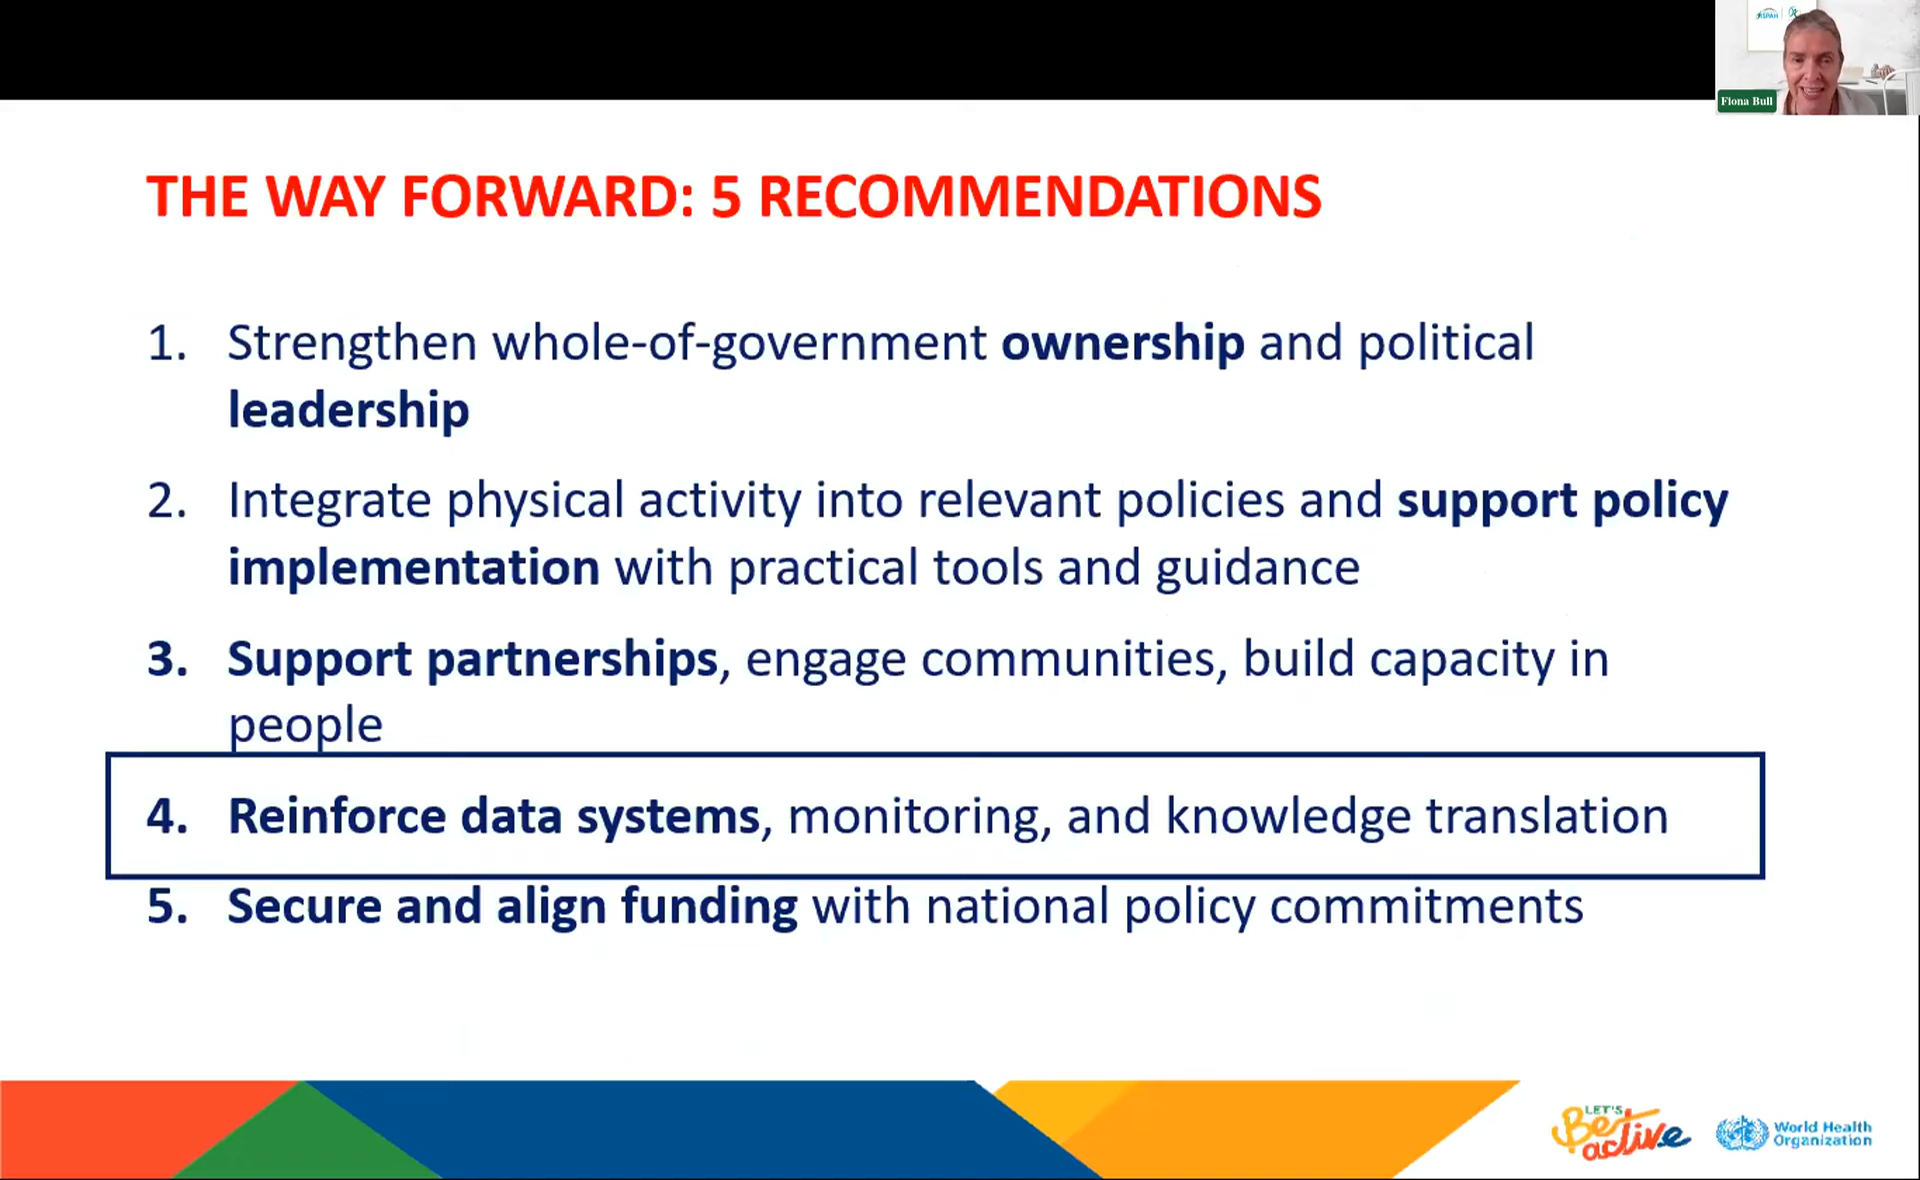 ISPAH
Fiona Bull
THE WAY FORWARD: 5 RECOMMENDATIONS
1. Strengthen whole-of-government ownership and political
leadership
2. Integrate physical activity into relevant policies and support policy
implementation with practical tools and guidance
3. Support partnerships, engage communities, build capacity in
people
4. Reinforce data systems, monitoring, and knowledge translation
5. Secure and align funding with national policy commitments
LET'S
Be
active
World Health
Organization